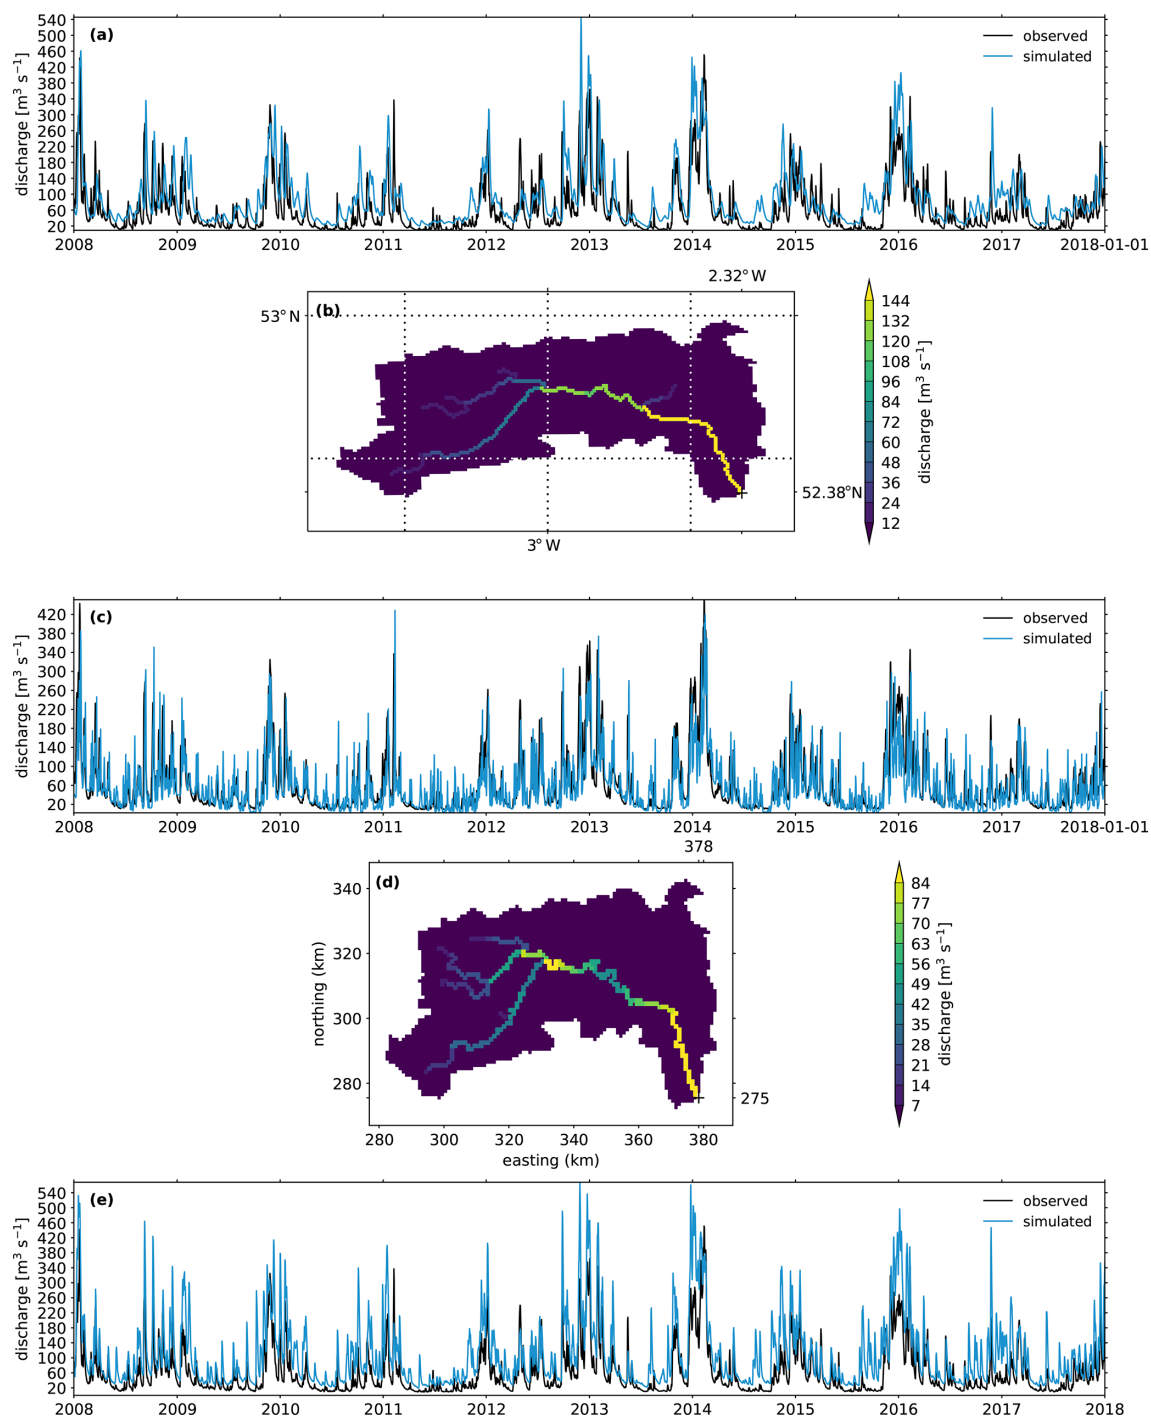 (a)
observed
simulated
discharge [m³ s⁻¹]
540
500
460
420
380
340
300
260
220
180
140
100
60
20
2008 2009 2010 2011 2012 2013 2014 2015 2016 2017 2018-01-01
2.32°W
(b)
53°N
52.38°N
3°W
144
132
120
108
96
84
72
60
48
36
24
12
discharge [m³ s⁻¹]
(c)
observed
simulated
discharge [m³ s⁻¹]
420
380
340
300
260
220
180
140
100
60
20
2008 2009 2010 2011 2012 2013 2014 2015 2016 2017 2018-01-01
378
(d)
northing (km)
340
320
300
280
275
280 300 320 340 360 380
easting (km)
84
77
70
63
56
49
42
35
28
21
14
7
discharge [m³ s⁻¹]
(e)
observed
simulated
discharge [m³ s⁻¹]
540
500
460
420
380
340
300
260
220
180
140
100
60
20
2008 2009 2010 2011 2012 2013 2014 2015 2016 2017 2018